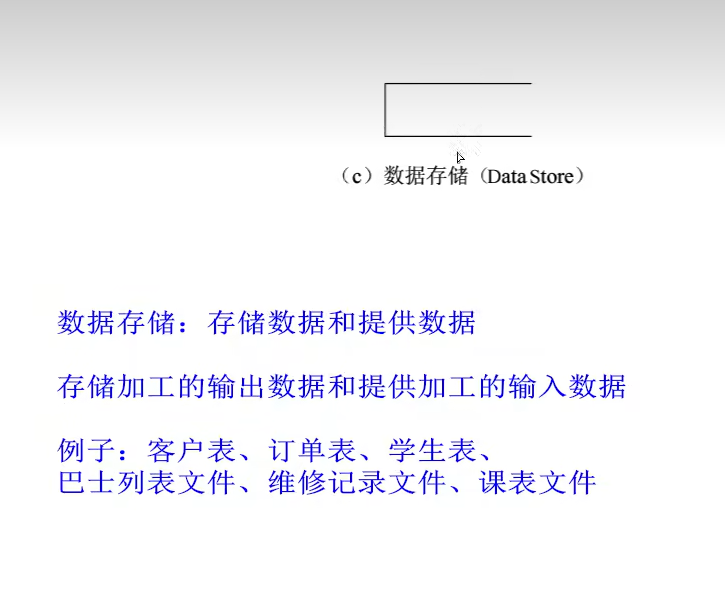 （c）数据存储（Data Store）
数据存储：存储数据和提供数据
存储加工的输出数据和提供加工的输入数据
例子：客户表、订单表、学生表、
巴士列表文件、维修记录文件、课表文件